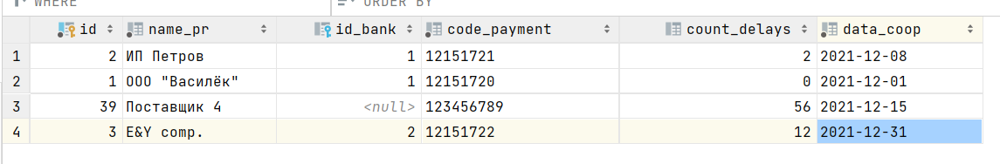 WHERE ORDER BY
id name_pr id_bank code_payment count_delays data_coop
1 2 ИП Петров 1 12151721 2 2021-12-08
2 1 ООО "Василёк" 1 12151720 0 2021-12-01
3 39 Поставщик 4 <null> 123456789 56 2021-12-15
4 3 E&Y comp. 2 12151722 12 2021-12-31